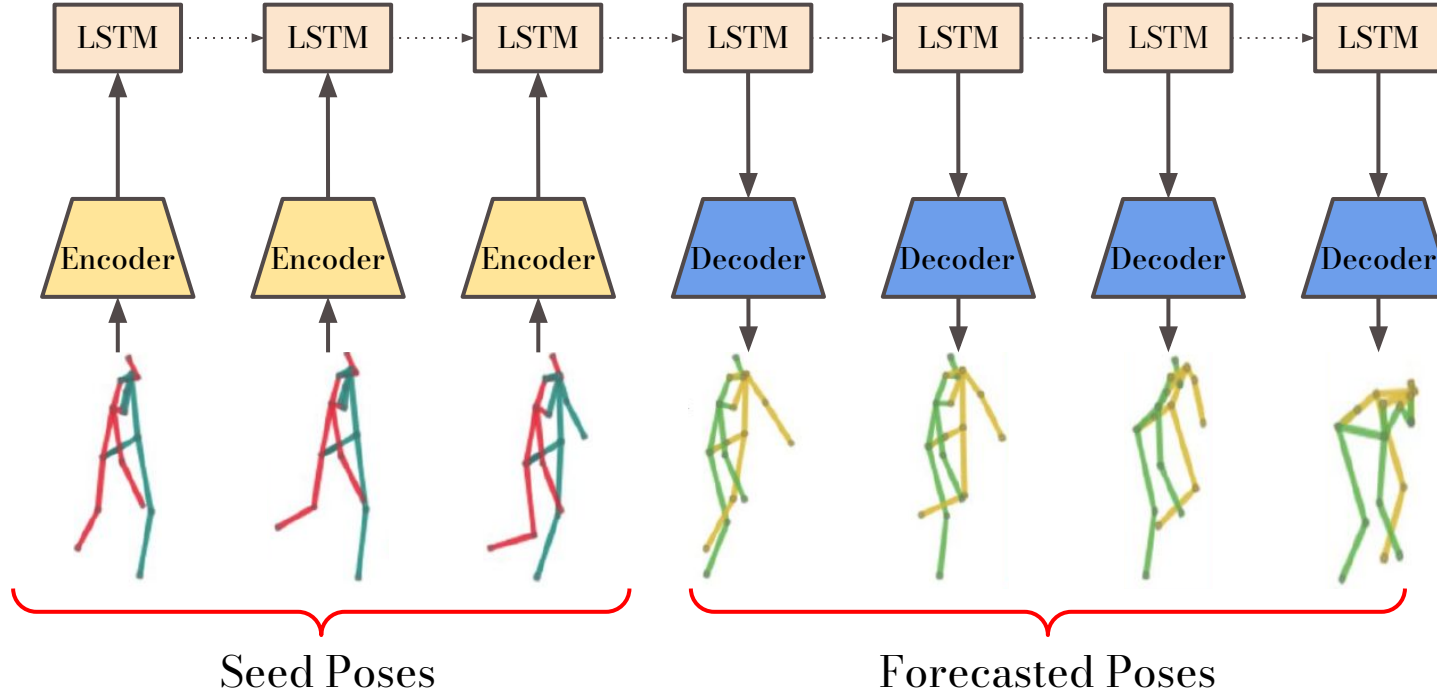 LSTM LSTM LSTM LSTM LSTM LSTM LSTM
Encoder Encoder Encoder Decoder Decoder Decoder Decoder
Seed Poses Forecasted Poses